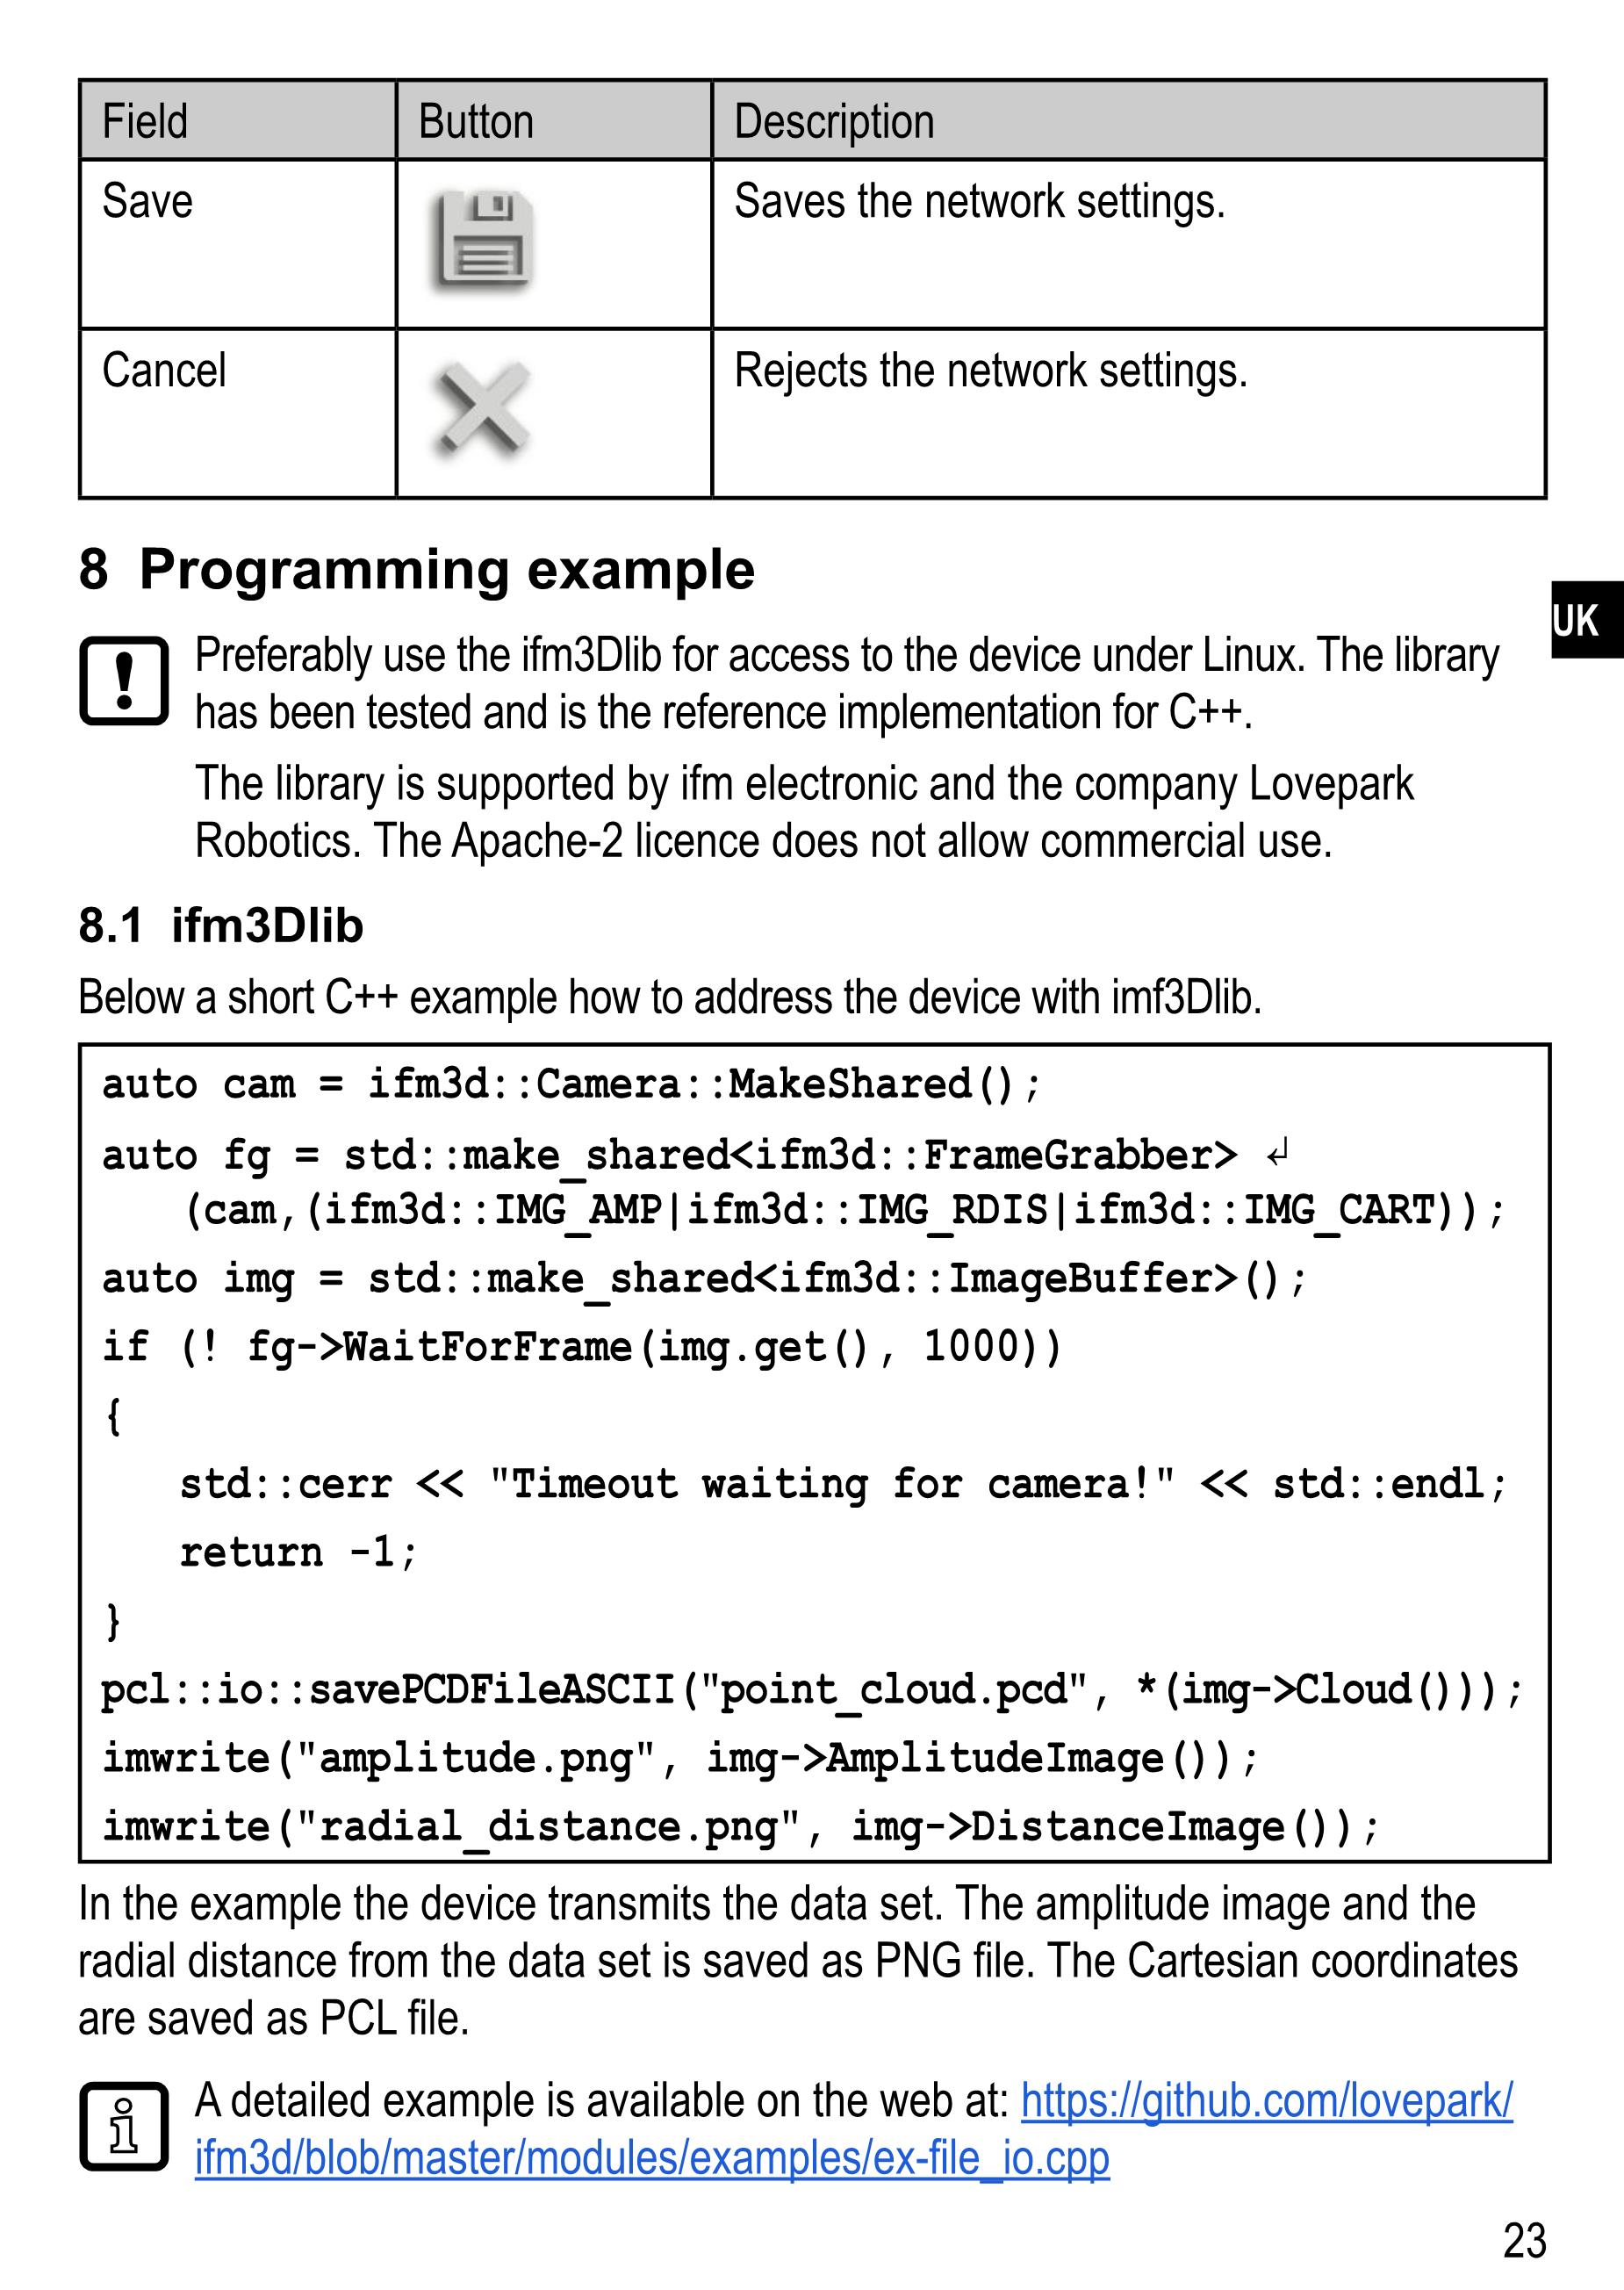 Field Button Description
Save Saves the network settings.
Cancel Rejects the network settings.
8 Programming example
UK
Preferably use the ifm3Dlib for access to the device under Linux. The library
has been tested and is the reference implementation for C++.
The library is supported by ifm electronic and the company Lovepark
Robotics. The Apache-2 licence does not allow commercial use.
8.1 ifm3Dlib
Below a short C++ example how to address the device with imf3Dlib.
auto cam = ifm3d::Camera::MakeShared();
auto fg = std::make_shared<ifm3d::FrameGrabber> ↲
(cam,(ifm3d::IMG_AMP|ifm3d::IMG_RDIS|ifm3d::IMG_CART));
auto img = std::make_shared<ifm3d::ImageBuffer>();
if (! fg->WaitForFrame(img.get(), 1000))
{
std::cerr << "Timeout waiting for camera!" << std::endl;
return -1;
}
pcl::io::savePCDFileASCII("point_cloud.pcd", *(img->Cloud()));
imwrite("amplitude.png", img->AmplitudeImage());
imwrite("radial_distance.png", img->DistanceImage());
In the example the device transmits the data set. The amplitude image and the
radial distance from the data set is saved as PNG file. The Cartesian coordinates
are saved as PCL file.
A detailed example is available on the web at: https://github.com/lovepark/
ifm3d/blob/master/modules/examples/ex-file_io.cpp
23